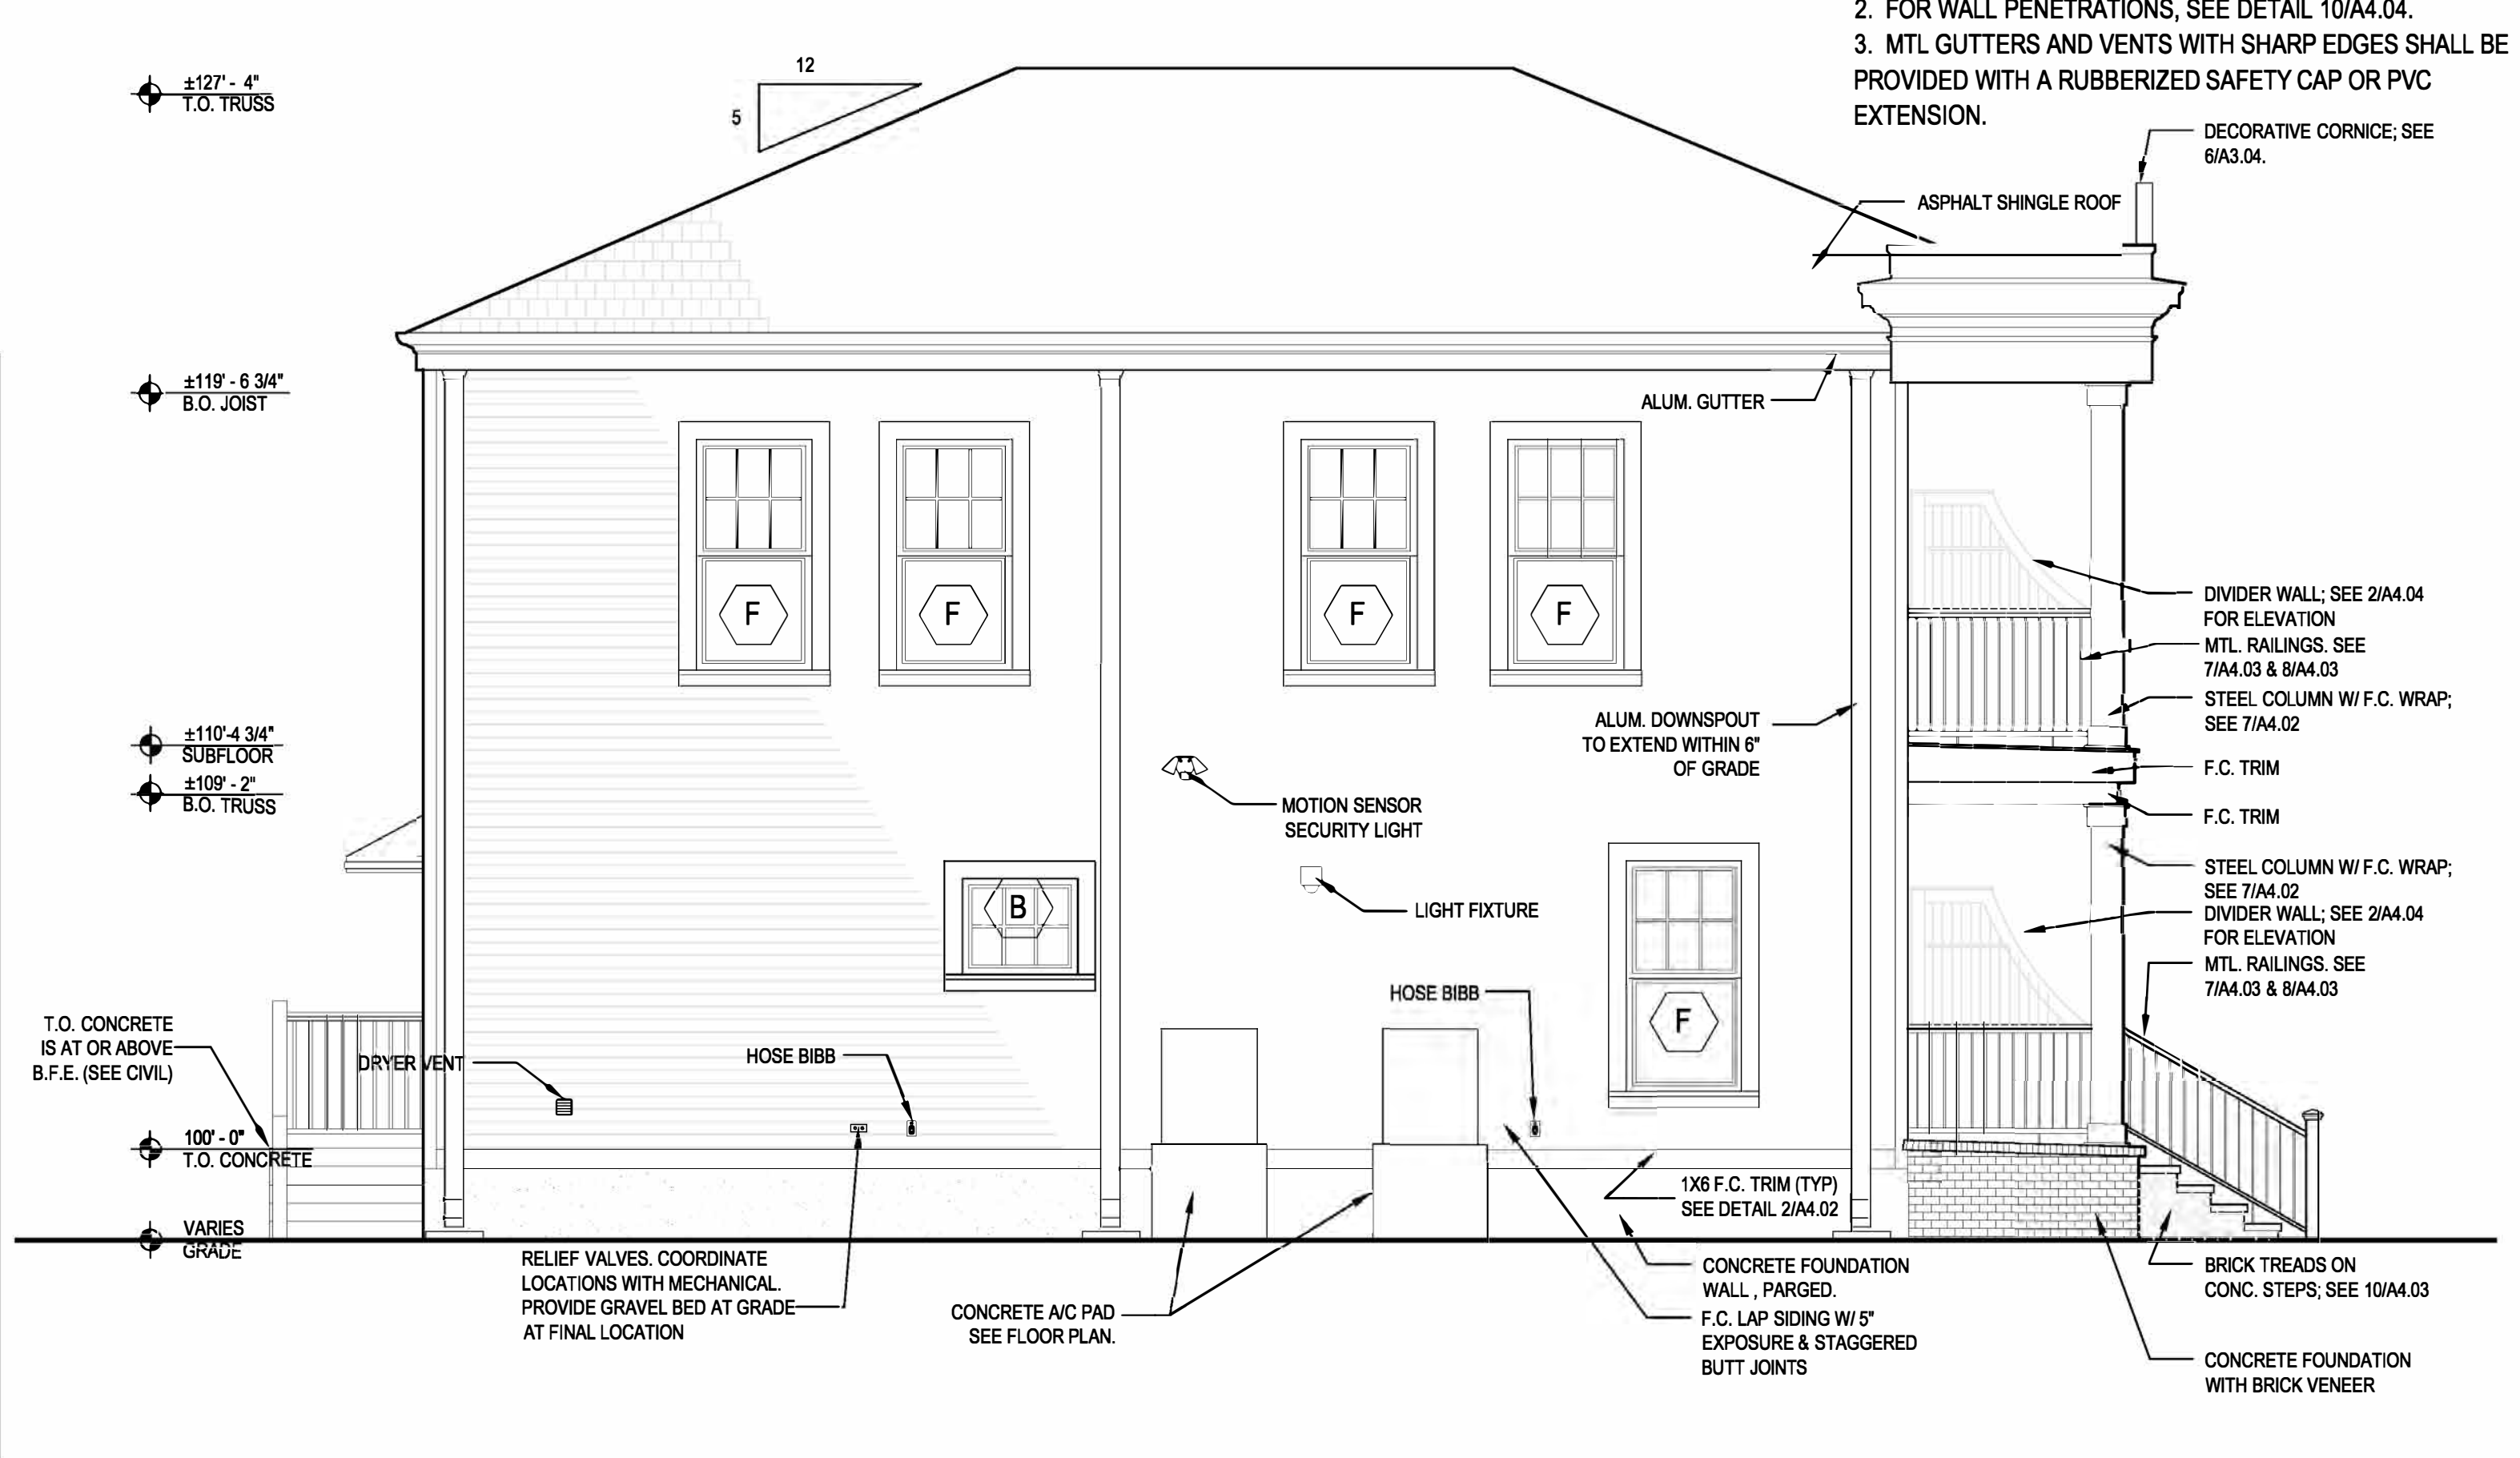 2. FOR WALL PENETRATIONS, SEE DETAIL 10/A4.04.
3. MTL GUTTERS AND VENTS WITH SHARP EDGES SHALL BE
PROVIDED WITH A RUBBERIZED SAFETY CAP OR PVC
EXTENSION.
12
5
±127' - 4"
T.O. TRUSS
DECORATIVE CORNICE; SEE
6/A3.04.
ASPHALT SHINGLE ROOF
±119' - 6 3/4"
B.O. JOIST
ALUM. GUTTER
F
F
F
F
DIVIDER WALL; SEE 2/A4.04
FOR ELEVATION
MTL. RAILINGS. SEE
7/A4.03 & 8/A4.03
STEEL COLUMN W/ F.C. WRAP;
SEE 7/A4.02
ALUM. DOWNSPOUT
TO EXTEND WITHIN 6"
OF GRADE
±110'-4 3/4"
SUBFLOOR
±109' - 2"
B.O. TRUSS
F.C. TRIM
F.C. TRIM
MOTION SENSOR
SECURITY LIGHT
STEEL COLUMN W/ F.C. WRAP;
SEE 7/A4.02
DIVIDER WALL; SEE 2/A4.04
FOR ELEVATION
MTL. RAILINGS. SEE
7/A4.03 & 8/A4.03
B
LIGHT FIXTURE
HOSE BIBB
F
T.O. CONCRETE
IS AT OR ABOVE
B.F.E. (SEE CIVIL)
DRYER VENT
HOSE BIBB
100' - 0"
T.O. CONCRETE
1X6 F.C. TRIM (TYP)
SEE DETAIL 2/A4.02
VARIES
GRADE
RELIEF VALVES. COORDINATE
LOCATIONS WITH MECHANICAL.
PROVIDE GRAVEL BED AT GRADE
AT FINAL LOCATION
CONCRETE A/C PAD
SEE FLOOR PLAN.
CONCRETE FOUNDATION
WALL , PARGED.
F.C. LAP SIDING W/ 5"
EXPOSURE & STAGGERED
BUTT JOINTS
BRICK TREADS ON
CONC. STEPS; SEE 10/A4.03
CONCRETE FOUNDATION
WITH BRICK VENEER